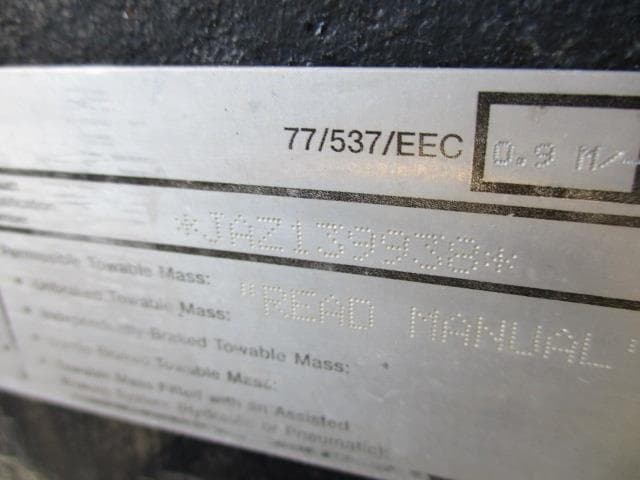 77/537/EEC 0.9 M/
*JAZ139938*
Permissible Towable Mass:
• Unbraked Towable Mass: "READ MANUAL"
• Independently Braked Towable Mass:
• Inertia Braked Towable Mass:
• Towable Mass Fitted with an Assisted
Braked System (Hydraulic or Pneumatic):